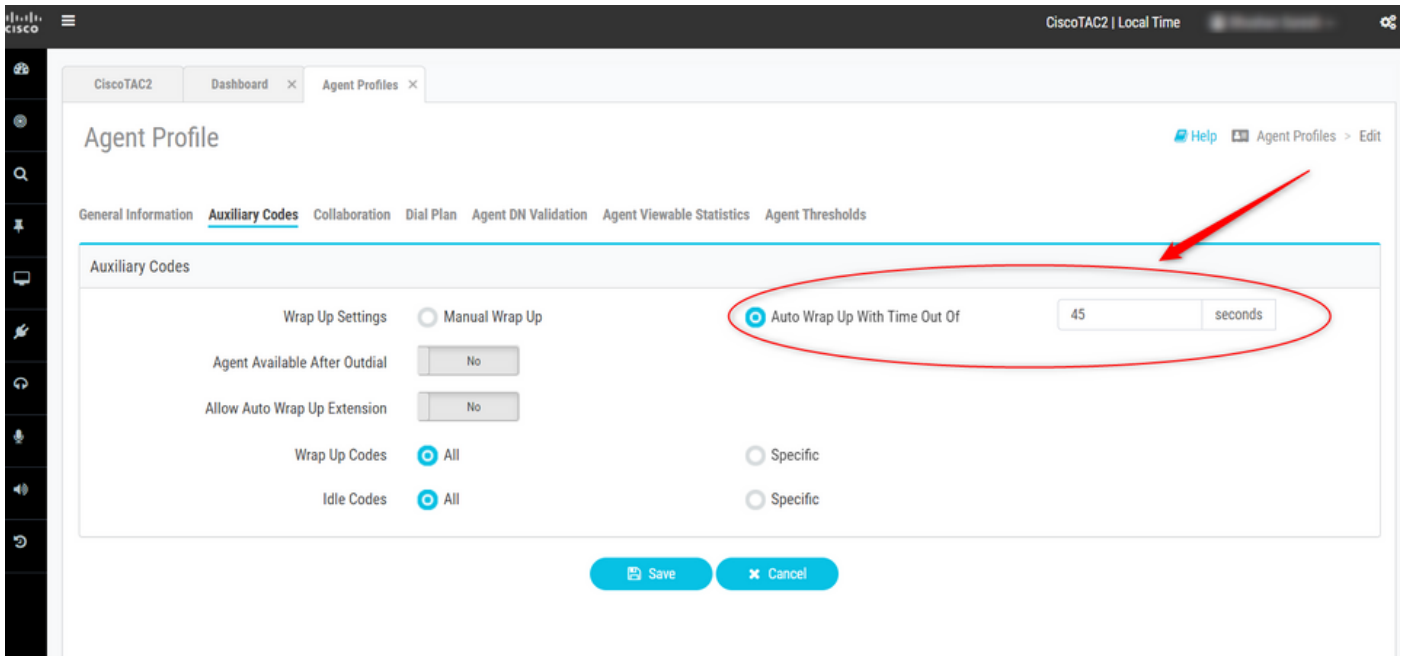 cisco
CiscoTAC2 | Local Time
CiscoTAC2 Dashboard × Agent Profiles ×
Agent Profile
Help Agent Profiles > Edit
General Information Auxiliary Codes Collaboration Dial Plan Agent DN Validation Agent Viewable Statistics Agent Thresholds
Auxiliary Codes
Wrap Up Settings Manual Wrap Up Auto Wrap Up With Time Out Of 45 seconds
Agent Available After Outdial No
Allow Auto Wrap Up Extension No
Wrap Up Codes All Specific
Idle Codes All Specific
Save × Cancel